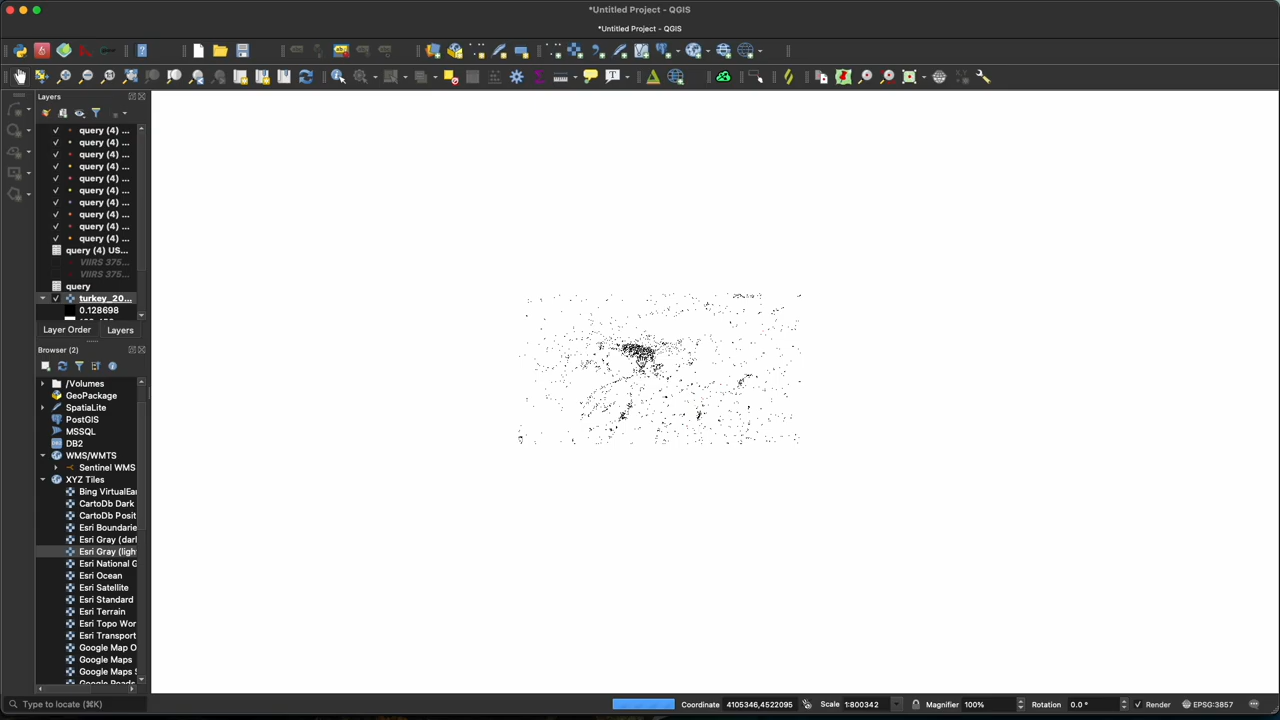 *Untitled Project - QGIS
*Untitled Project - QGIS
Layers
query (4) ...
query (4) ...
query (4) ...
query (4) ...
query (4) ...
query (4) ...
query (4) ...
query (4) ...
query (4) ...
query (4) ...
query (4) US...
VIIRS 375...
VIIRS 375...
query
turkey_20...
0.128698
Layer Order Layers
Browser (2)
/Volumes
GeoPackage
SpatiaLite
PostGIS
MSSQL
DB2
WMS/WMTS
Sentinel WMS
XYZ Tiles
Bing VirtualEar
CartoDb Dark
CartoDb Posit
Esri Boundarie
Esri Gray (dar
Esri Gray (ligh
Esri National G
Esri Ocean
Esri Satellite
Esri Standard
Esri Terrain
Esri Topo Wor
Esri Transport
Google Map O
Google Maps
Google Maps S
Type to locate (⌘K) Coordinate 4105346,4522095 Scale 1:800342 Magnifier 100% Rotation 0.0 ° Render EPSG:3857